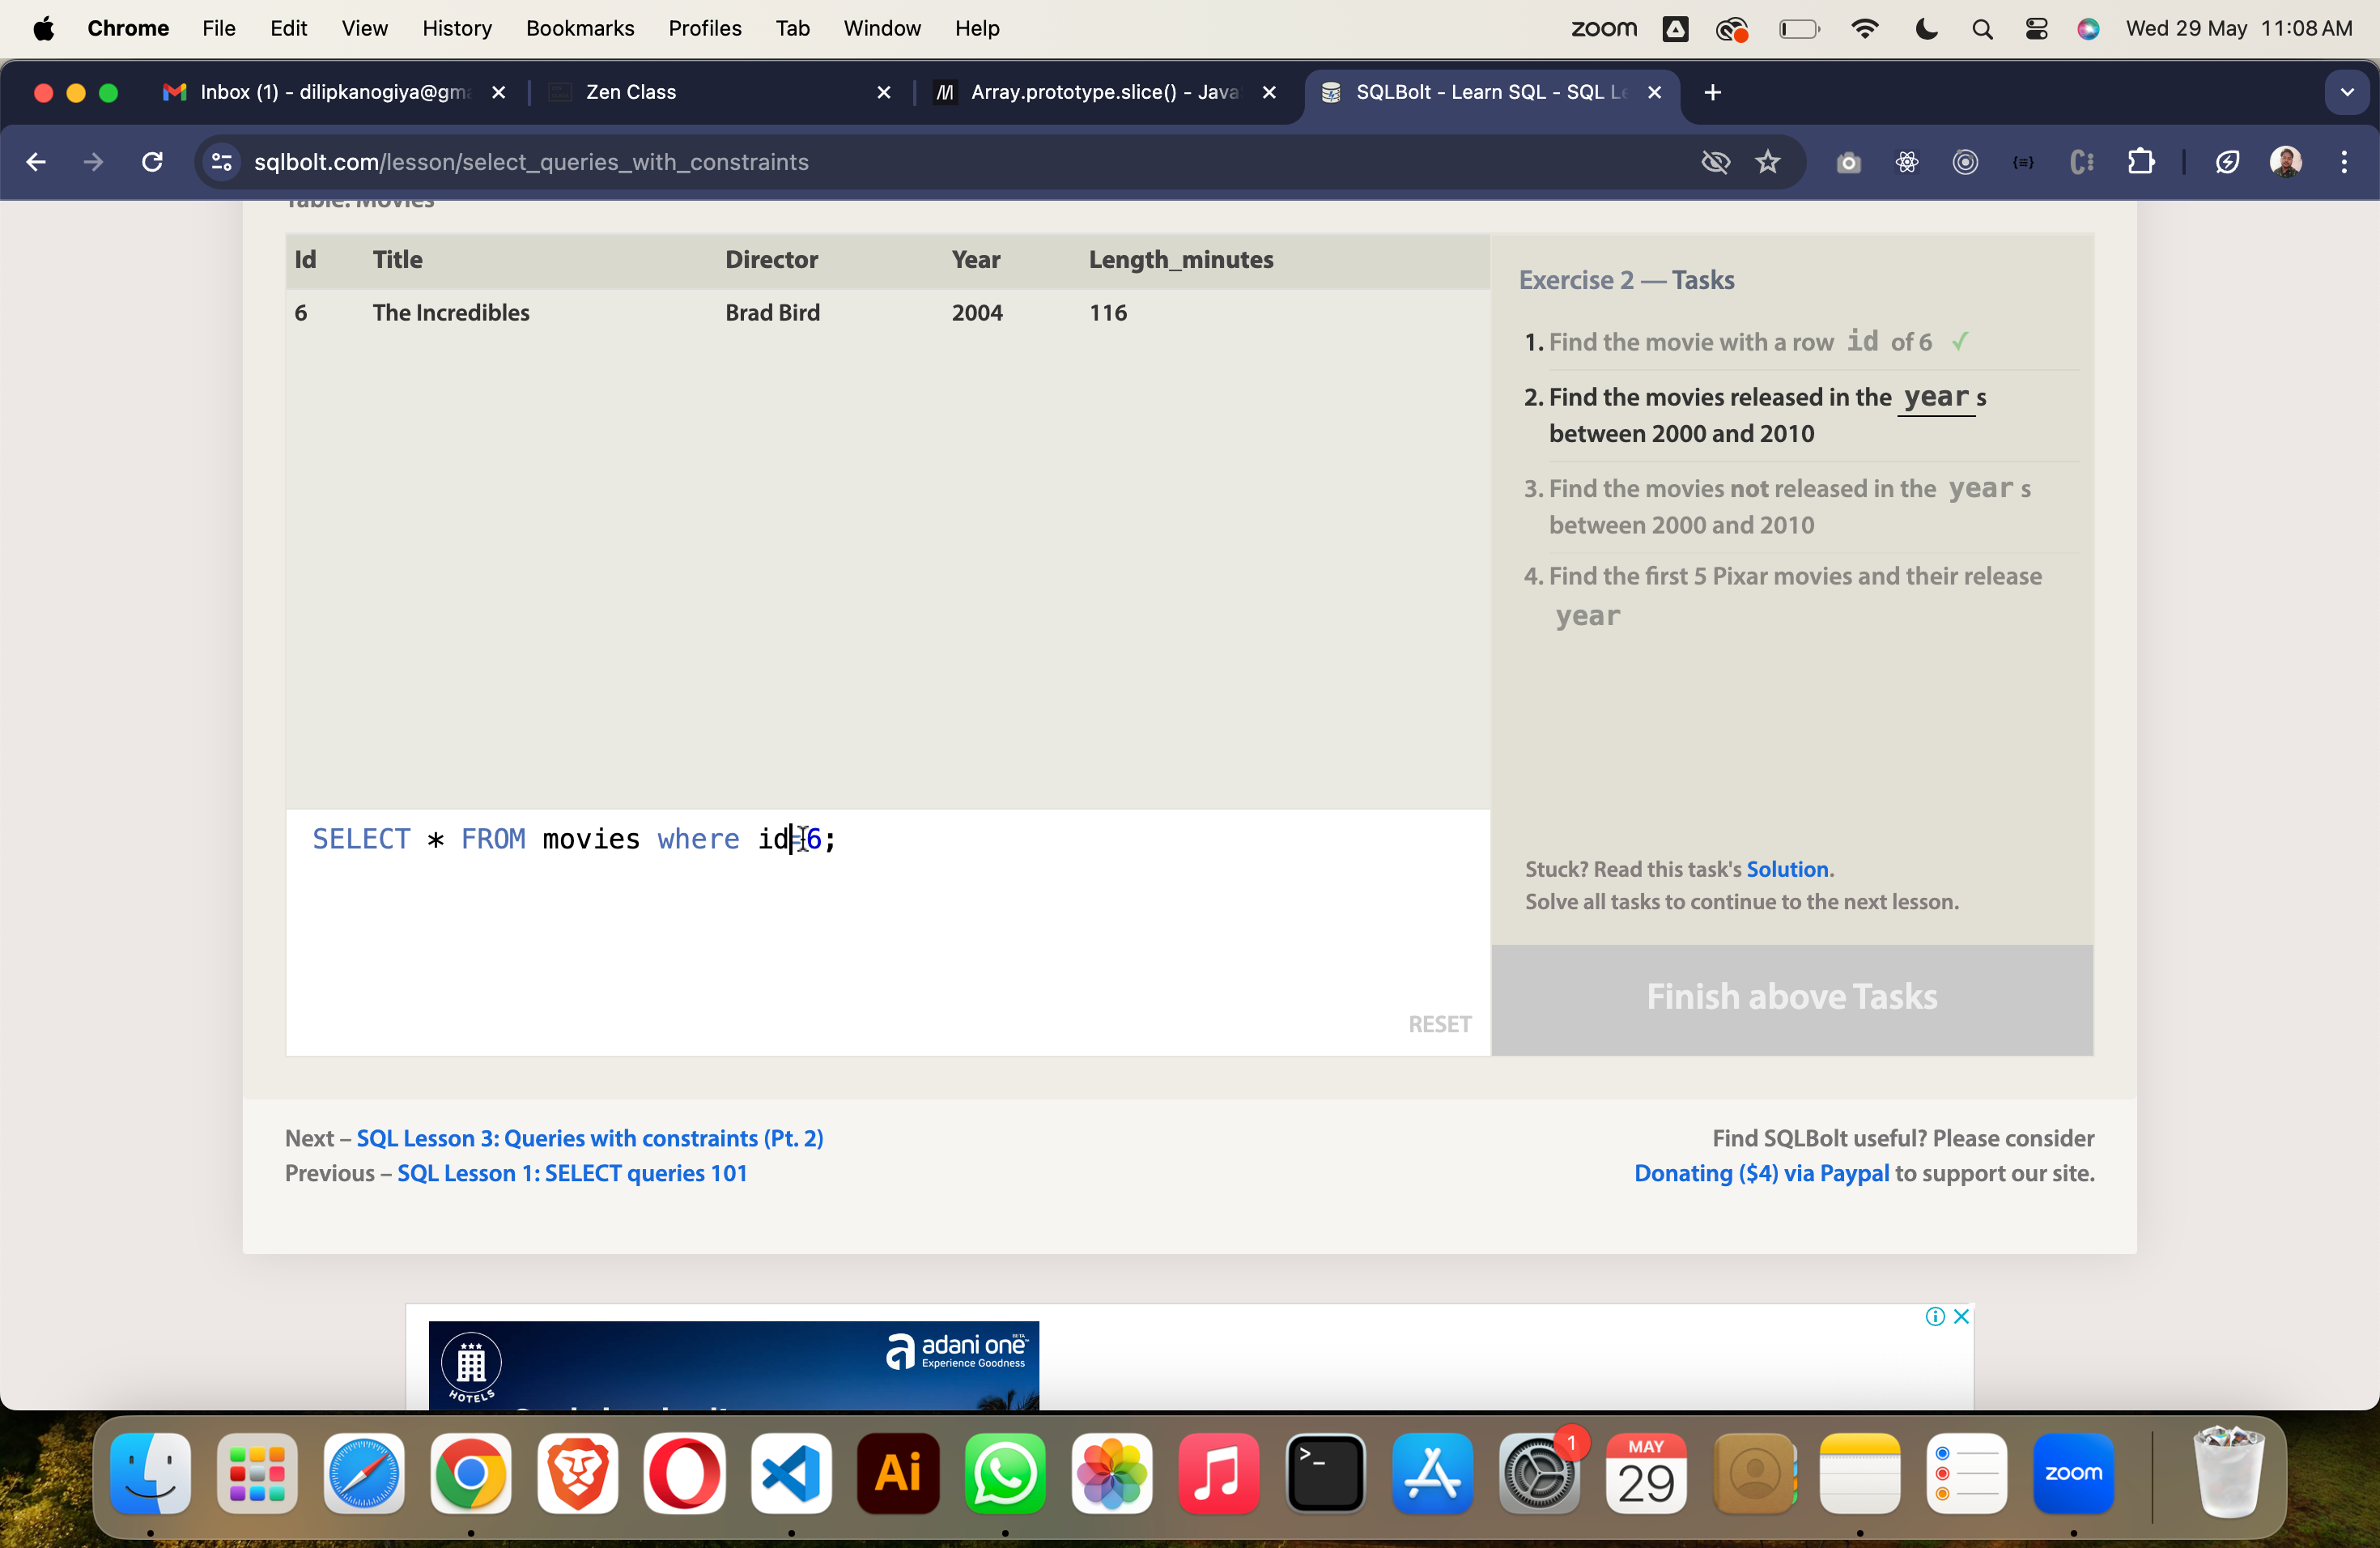 Chrome File Edit View History Bookmarks Profiles Tab Window Help zoom Wed 29 May 11:08 AM
Inbox (1) - dilipkanogiya@gm Zen Class Array.prototype.slice() - Java SQLBolt - Learn SQL - SQL L
sqlbolt.com/lesson/select_queries_with_constraints
Table: Movies
Id Title Director Year Length_minutes
6 The Incredibles Brad Bird 2004 116
Exercise 2 — Tasks
1. Find the movie with a row id of 6 ✓
2. Find the movies released in the year s
between 2000 and 2010
3. Find the movies not released in the year s
between 2000 and 2010
4. Find the first 5 Pixar movies and their release
year
SELECT * FROM movies where id=6;
RESET
Stuck? Read this task's Solution.
Solve all tasks to continue to the next lesson.
Finish above Tasks
Next – SQL Lesson 3: Queries with constraints (Pt. 2)
Previous – SQL Lesson 1: SELECT queries 101
Find SQLBolt useful? Please consider
Donating ($4) via Paypal to support our site.
HOTELS
adani one BETA
Experience Goodness
Ai
1
MAY
29
zoom